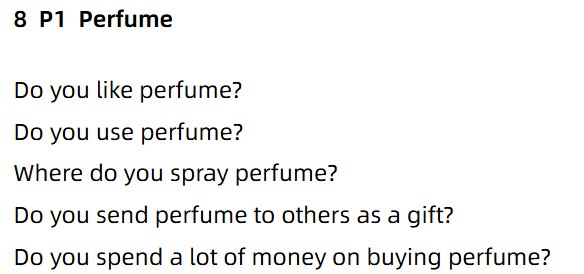 8 P1 Perfume
Do you like perfume?
Do you use perfume?
Where do you spray perfume?
Do you send perfume to others as a gift?
Do you spend a lot of money on buying perfume?